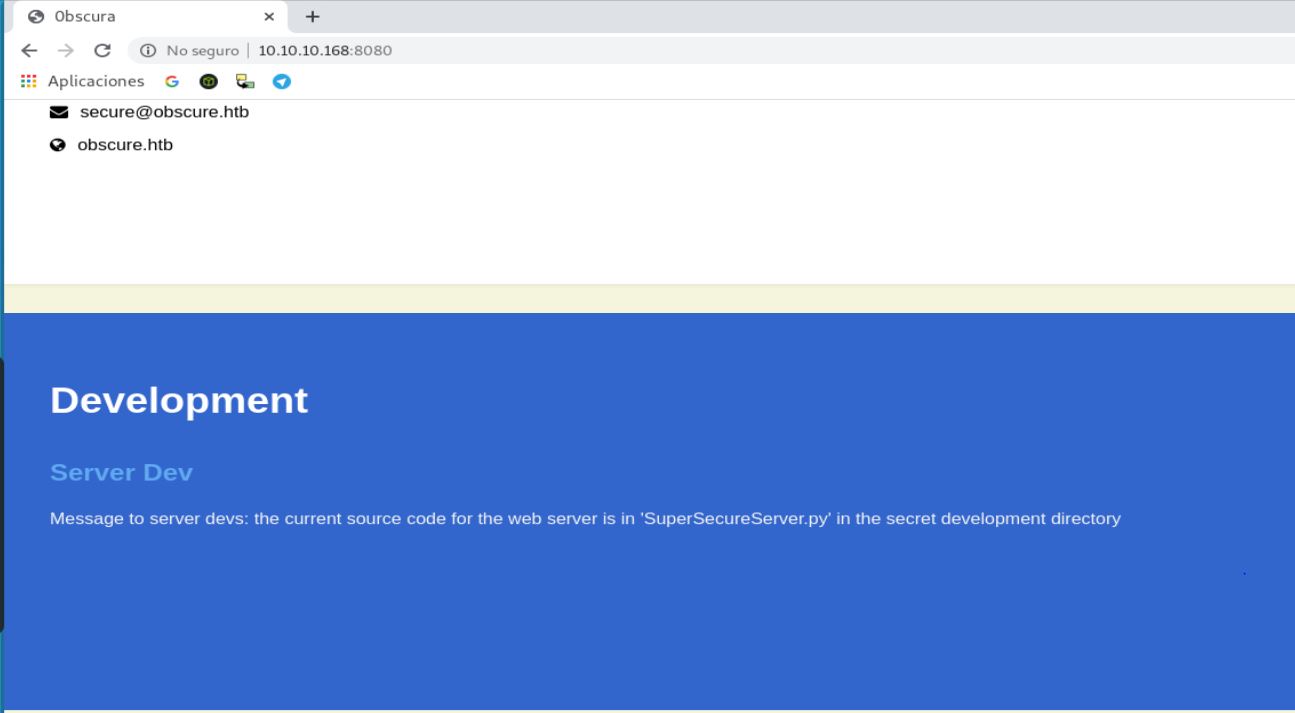 0bscura
No seguro | 10.10.10.168:8080
Aplicaciones
secure@obscure.htb
obscure.htb
Development
Server Dev
Message to server devs: the current source code for the web server is in 'SuperSecureServer.py' in the secret development directory